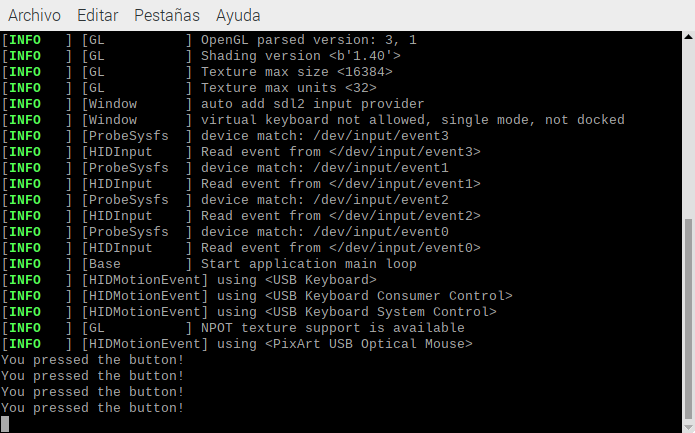 Archivo Editar Pestañas Ayuda
[INFO   ] [GL          ] OpenGL parsed version: 3, 1
[INFO   ] [GL          ] Shading version <b'1.40'>
[INFO   ] [GL          ] Texture max size <16384>
[INFO   ] [GL          ] Texture max units <32>
[INFO   ] [Window      ] auto add sdl2 input provider
[INFO   ] [Window      ] virtual keyboard not allowed, single mode, not docked
[INFO   ] [ProbeSysfs  ] device match: /dev/input/event3
[INFO   ] [HIDInput    ] Read event from </dev/input/event3>
[INFO   ] [ProbeSysfs  ] device match: /dev/input/event1
[INFO   ] [HIDInput    ] Read event from </dev/input/event1>
[INFO   ] [ProbeSysfs  ] device match: /dev/input/event2
[INFO   ] [HIDInput    ] Read event from </dev/input/event2>
[INFO   ] [ProbeSysfs  ] device match: /dev/input/event0
[INFO   ] [HIDInput    ] Read event from </dev/input/event0>
[INFO   ] [Base        ] Start application main loop
[INFO   ] [HIDMotionEvent] using <USB Keyboard>
[INFO   ] [HIDMotionEvent] using <USB Keyboard Consumer Control>
[INFO   ] [HIDMotionEvent] using <USB Keyboard System Control>
[INFO   ] [GL          ] NPOT texture support is available
[INFO   ] [HIDMotionEvent] using <PixArt USB Optical Mouse>
You pressed the button!
You pressed the button!
You pressed the button!
You pressed the button!